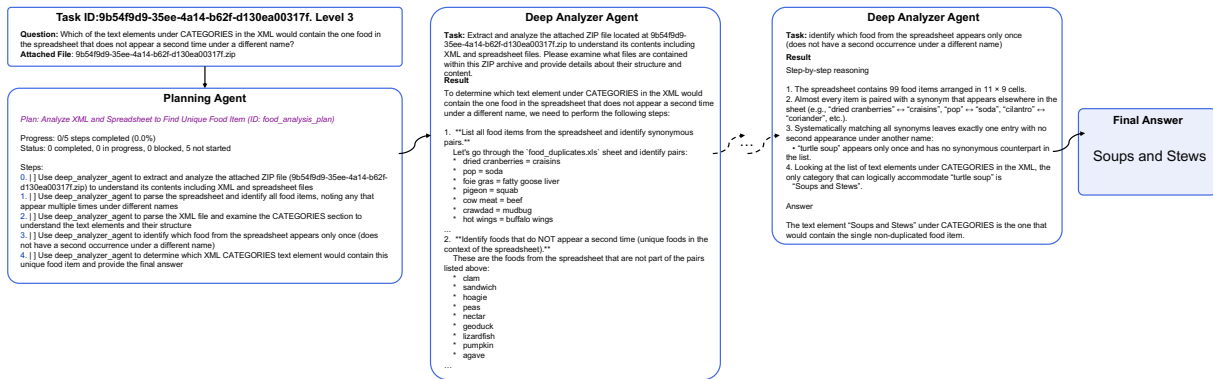 Task ID:9b54f9d9-35ee-4a14-b62f-d130ea00317f. Level 3
Question: Which of the text elements under CATEGORIES in the XML would contain the one food in
the spreadsheet that does not appear a second time under a different name?
Attached File: 9b54f9d9-35ee-4a14-b62f-d130ea00317f.zip
Planning Agent
Plan: Analyze XML and Spreadsheet to Find Unique Food Item (ID: food_analysis_plan)
Progress: 0/5 steps completed (0.0%)
Status: 0 completed, 0 in progress, 0 blocked, 5 not started
Steps:
0. [ ] Use deep_analyzer_agent to extract and analyze the attached ZIP file (9b54f9d9-35ee-4a14-b62f-
d130ea00317f.zip) to understand its contents including XML and spreadsheet files
1. [ ] Use deep_analyzer_agent to parse the spreadsheet and identify all food items, noting any that
appear multiple times under different names
2. [ ] Use deep_analyzer_agent to parse the XML file and examine the CATEGORIES section to
understand the text elements and their structure
3. [ ] Use deep_analyzer_agent to identify which food from the spreadsheet appears only once (does
not have a second occurrence under a different name)
4. [ ] Use deep_analyzer_agent to determine which XML CATEGORIES text element would contain this
unique food item and provide the final answer
Deep Analyzer Agent
Task: Extract and analyze the attached ZIP file located at 9b54f9d9-
35ee-4a14-b62f-d130ea00317f.zip to understand its contents including
XML and spreadsheet files. Please examine what files are contained
within this ZIP archive and provide details about their structure and
content.
Result
To determine which text element under CATEGORIES in the XML would
contain the one food in the spreadsheet that does not appear a second time
under a different name, we need to perform the following steps:
1. **List all food items from the spreadsheet and identify synonymous
pairs.**
Let's go through the `food_duplicates.xls` sheet and identify pairs:
* dried cranberries = craisins
* pop = soda
* foie gras = fatty goose liver
* pigeon = squab
* cow meat = beef
* crawdad = mudbug
* hot wings = buffalo wings
...
2. **Identify foods that do NOT appear a second time (unique foods in the
context of the spreadsheet).**
These are the foods from the spreadsheet that are not part of the pairs
listed above:
* clam
* sandwich
* hoagie
* peas
* nectar
* geoduck
* lizardfish
* pumpkin
* agave
...
...
Deep Analyzer Agent
Task: identify which food from the spreadsheet appears only once
(does not have a second occurrence under a different name)
Result
Step-by-step reasoning
1. The spreadsheet contains 99 food items arranged in 11 × 9 cells.
2. Almost every item is paired with a synonym that appears elsewhere in the
sheet (e.g., “dried cranberries” ↔ “craisins”, “pop” ↔ “soda”, “cilantro” ↔
“coriander”, etc.).
3. Systematically matching all synonyms leaves exactly one entry with no
second appearance under another name:
• “turtle soup” appears only once and has no synonymous counterpart in
the list.
4. Looking at the list of text elements under CATEGORIES in the XML, the
only category that can logically accommodate “turtle soup” is
“Soups and Stews”.
Answer
The text element “Soups and Stews” under CATEGORIES is the one that
would contain the single non-duplicated food item.
Final Answer
Soups and Stews